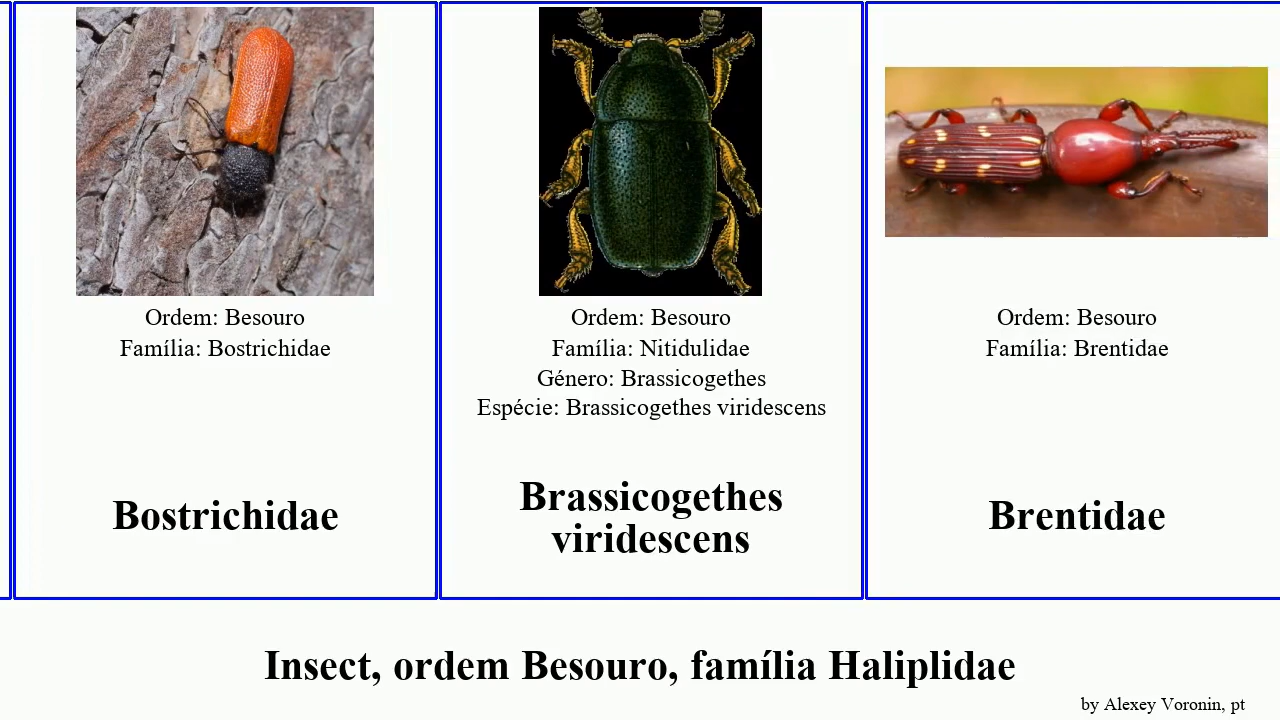 Ordem: Besouro
Família: Bostrichidae
Bostrichidae
Ordem: Besouro
Família: Nitidulidae
Género: Brassicogethes
Espécie: Brassicogethes viridescens
Brassicogethes
viridescens
Ordem: Besouro
Família: Brentidae
Brentidae
Insect, ordem Besouro, família Haliplidae
by Alexey Voronin, pt